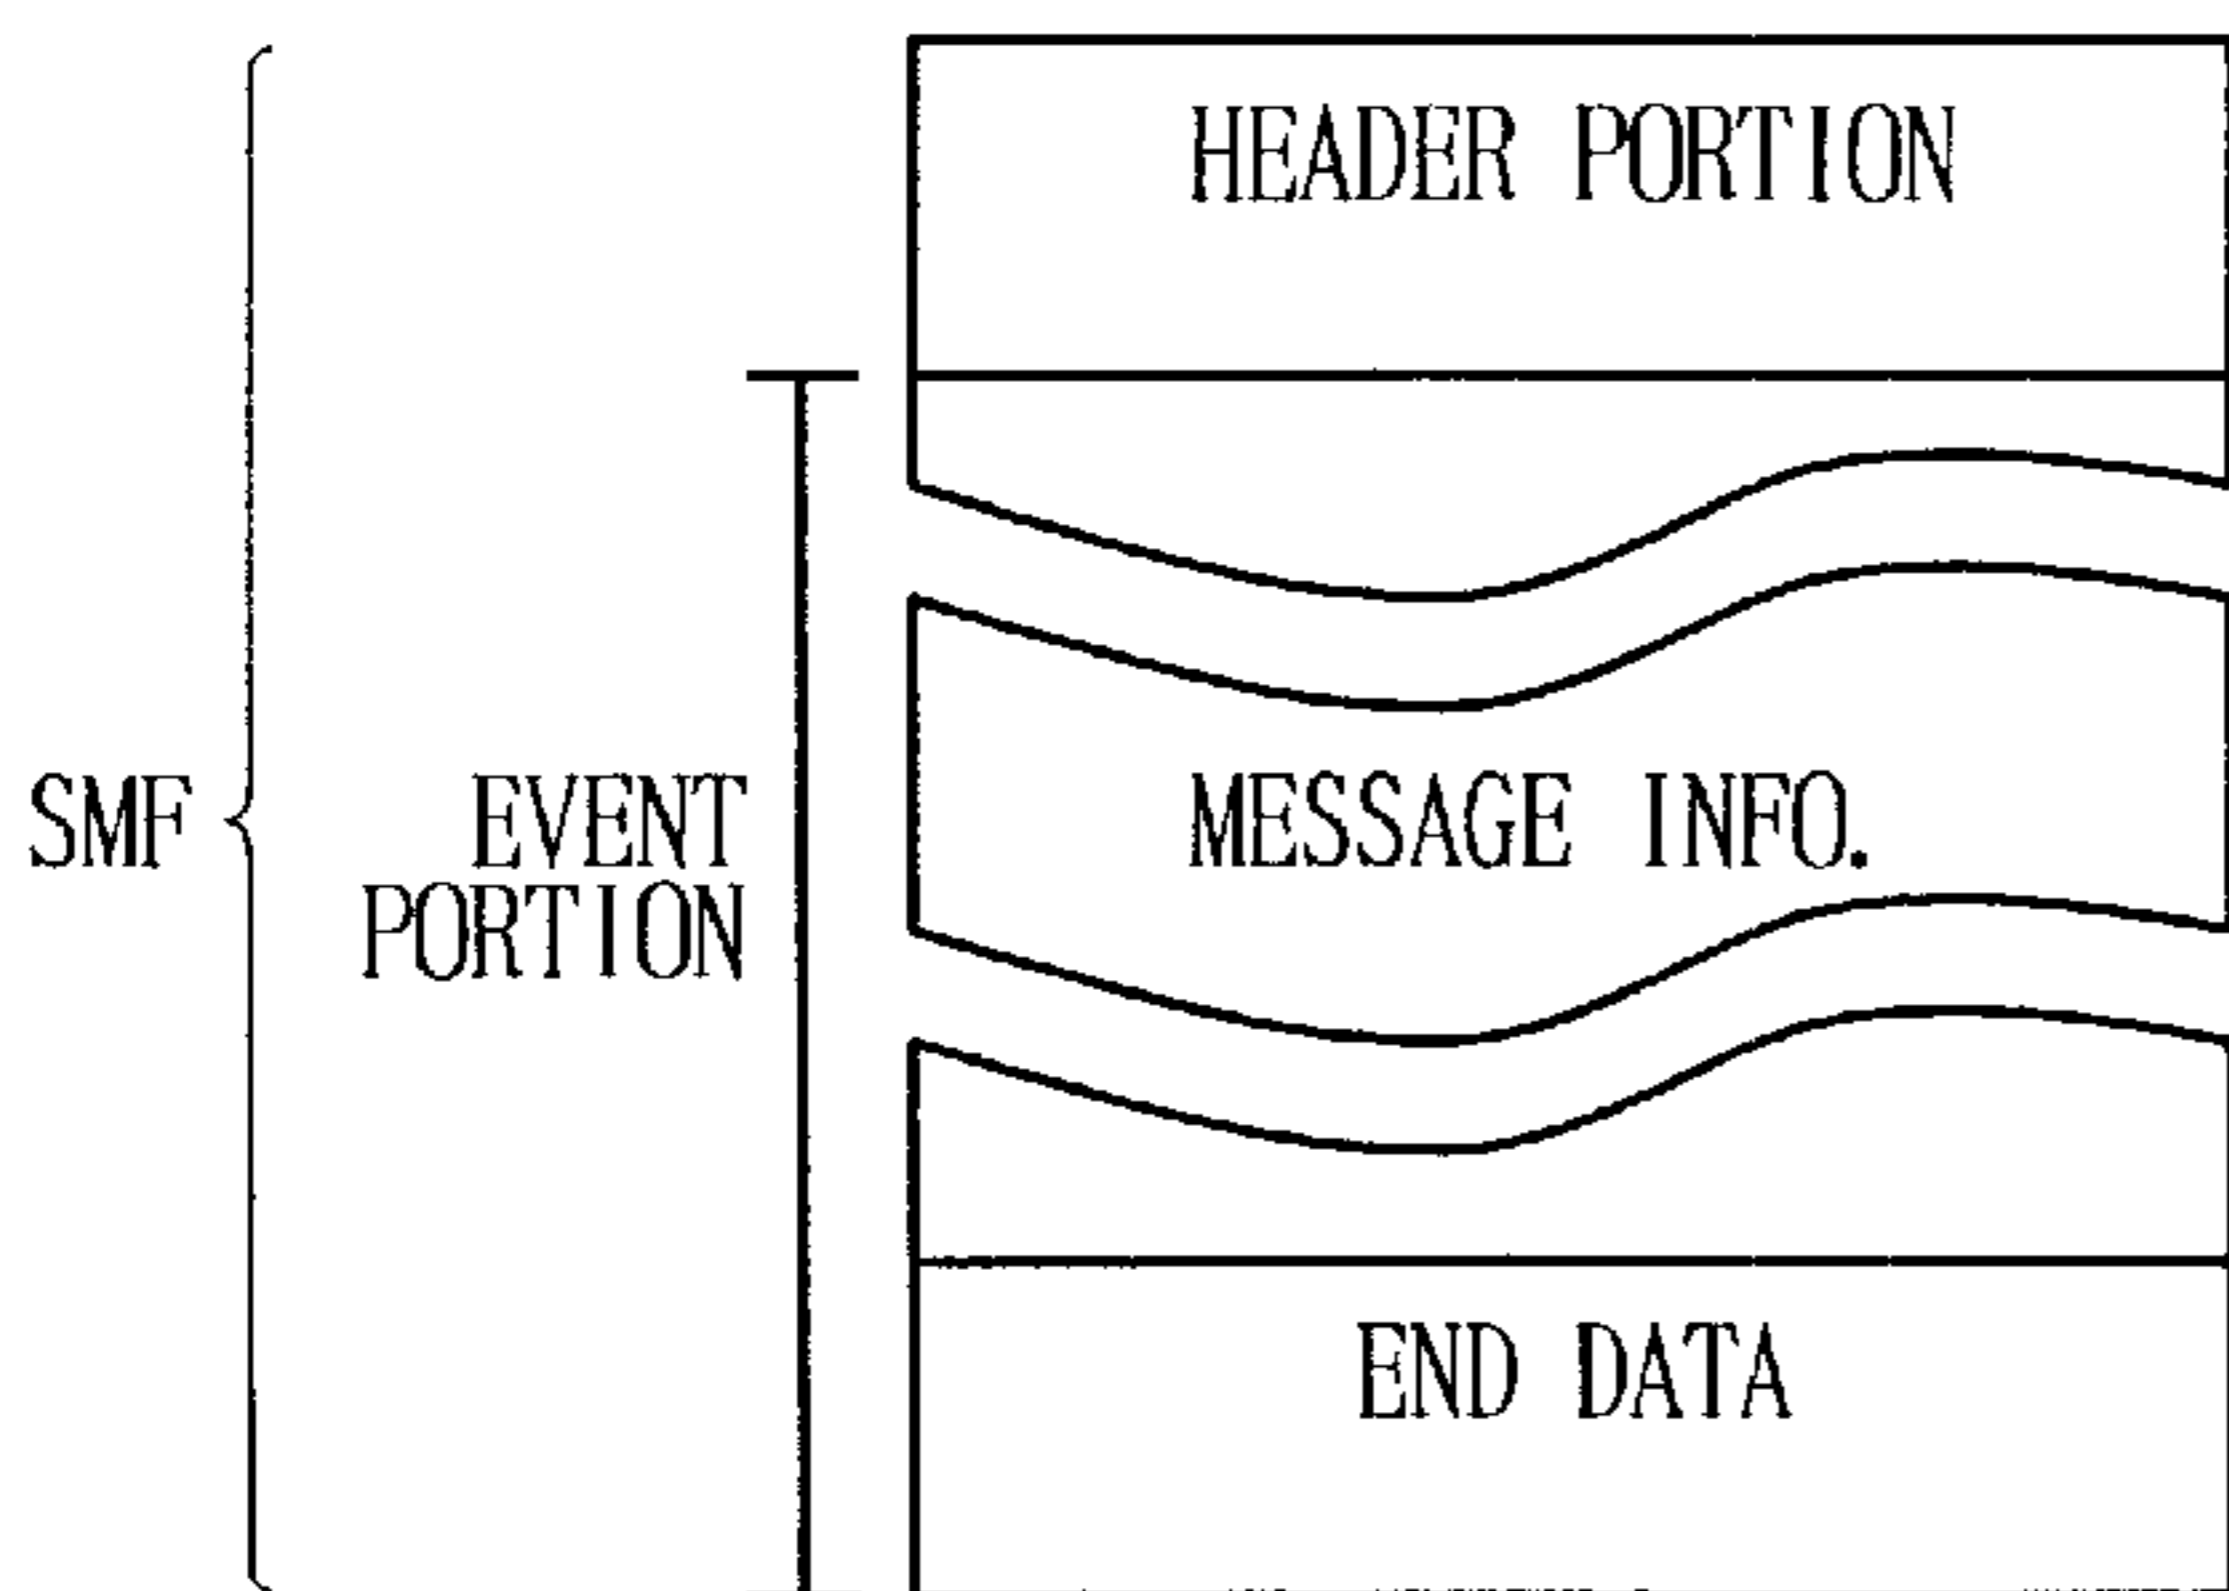 HEADER PORTION
SMF
EVENT
PORTION
MESSAGE INFO.
END DATA